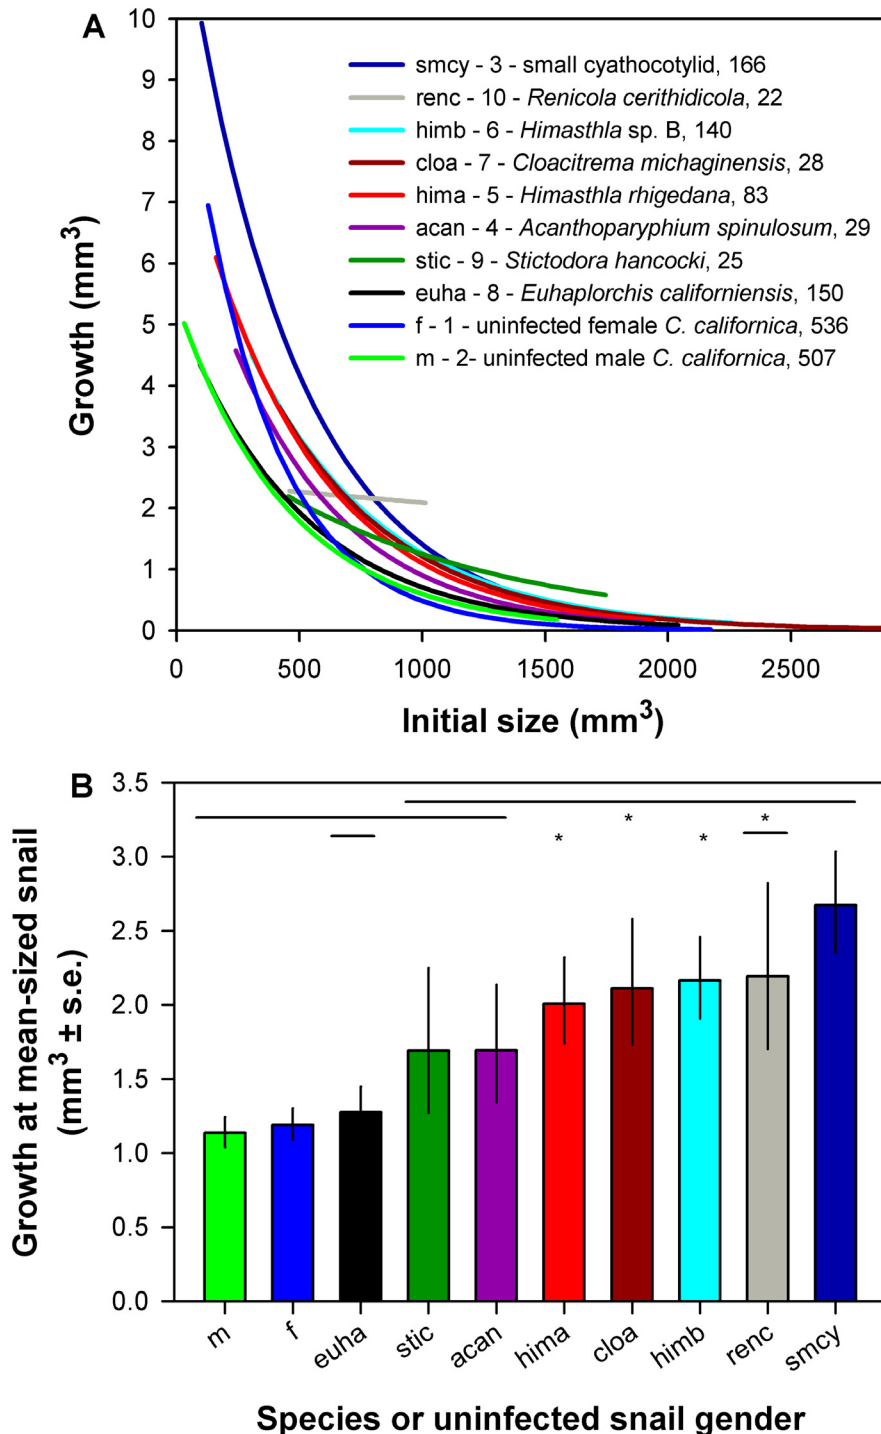 A
10
9
8
7
6
5
4
3
2
1
0
Growth (mm³)
smcy - 3 - small cyathocotylid, 166
renc - 10 - Renicola cerithidicola, 22
himb - 6 - Himasthla sp. B, 140
cloa - 7 - Cloacitrema michaginensis, 28
hima - 5 - Himasthla rhigedana, 83
acan - 4 - Acanthoparyphium spinulosum, 29
stic - 9 - Stictodora hancocki, 25
euha - 8 - Euhaplorchis californiensis, 150
f - 1 - uninfected female C. californica, 536
m - 2- uninfected male C. californica, 507
0 500 1000 1500 2000 2500
Initial size (mm³)
B
3.5
3.0
2.5
2.0
1.5
1.0
0.5
0.0
Growth at mean-sized snail
(mm³ ± s.e.)
* * * *
m f euha stic acan hima cloa himb renc smcy
Species or uninfected snail gender